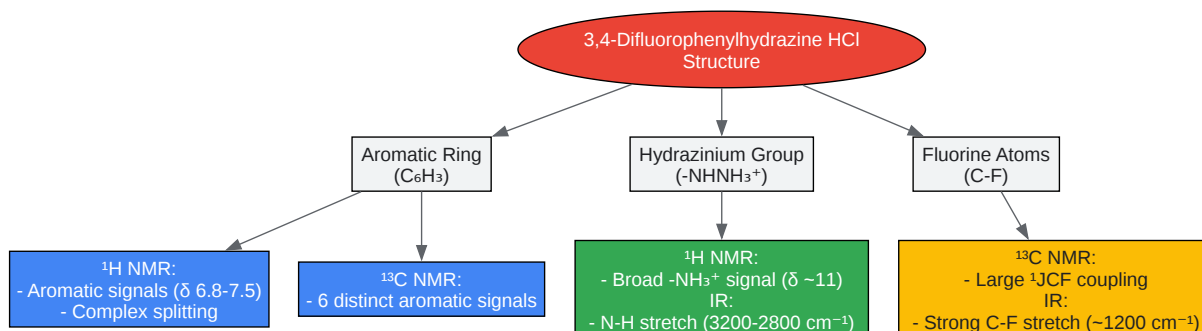 3,4-Difluorophenylhydrazine HCl
Structure
Aromatic Ring
(C₆H₃)
Hydrazinium Group
(-NHNH₃⁺)
Fluorine Atoms
(C-F)
¹H NMR:
- Aromatic signals (δ 6.8-7.5)
- Complex splitting
¹³C NMR:
- 6 distinct aromatic signals
¹H NMR:
- Broad -NH₃⁺ signal (δ ~11)
IR:
- N-H stretch (3200-2800 cm⁻¹)
¹³C NMR:
- Large ¹JCF coupling
IR:
- Strong C-F stretch (~1200 cm⁻¹)